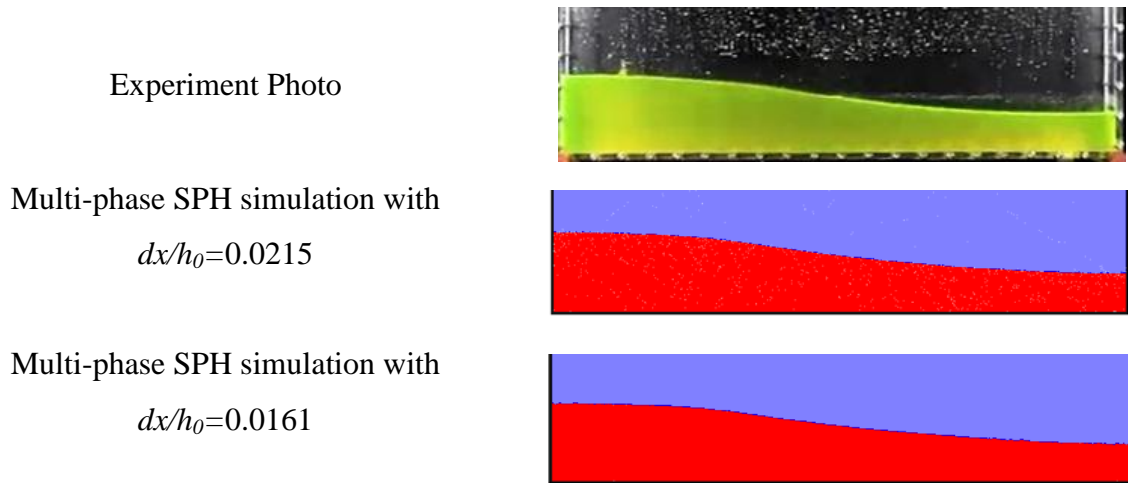 Experiment Photo
Multi-phase SPH simulation with
dx/h₀=0.0215
Multi-phase SPH simulation with
dx/h₀=0.0161